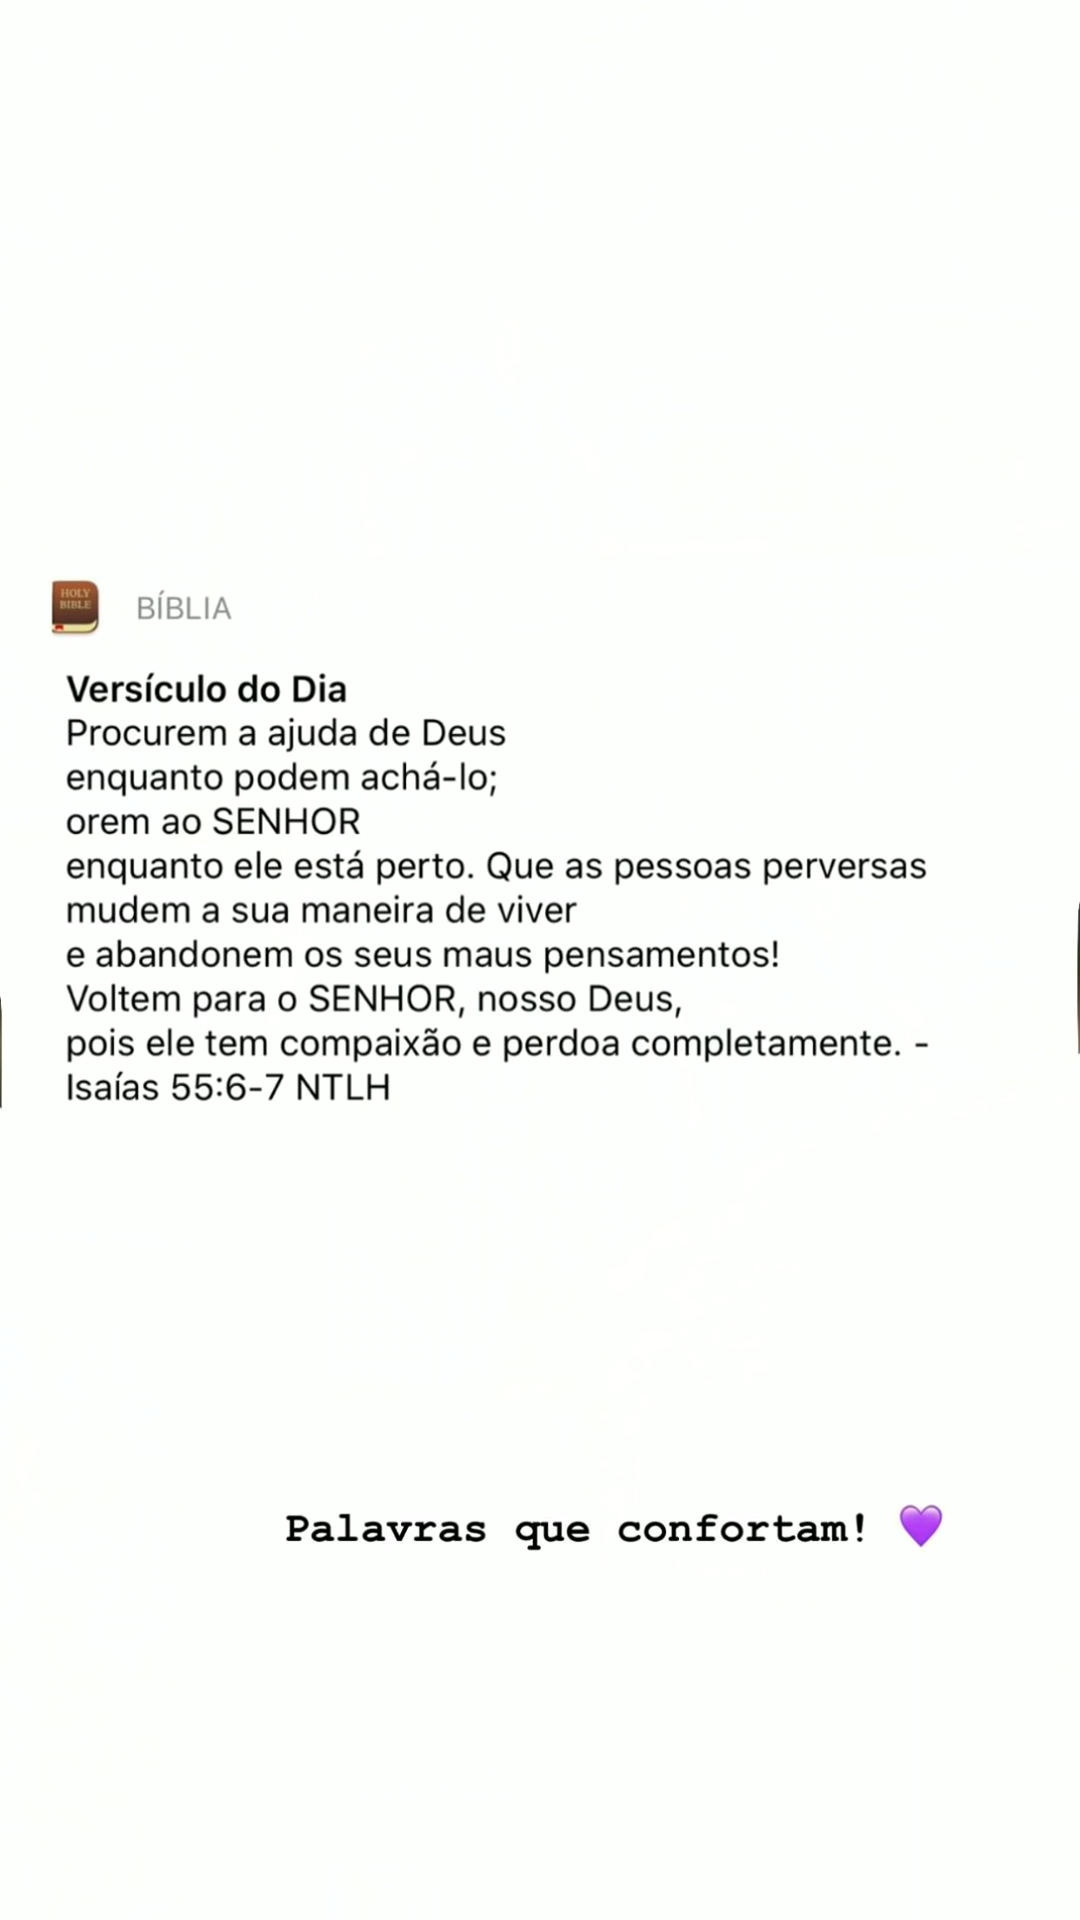 HOLY
BIBLE
BÍBLIA
Versículo do Dia
Procurem a ajuda de Deus
enquanto podem achá-lo;
orem ao SENHOR
enquanto ele está perto. Que as pessoas perversas
mudem a sua maneira de viver
e abandonem os seus maus pensamentos!
Voltem para o SENHOR, nosso Deus,
pois ele tem compaixão e perdoa completamente. -
Isaías 55:6-7 NTLH
Palavras que confortam! 💜